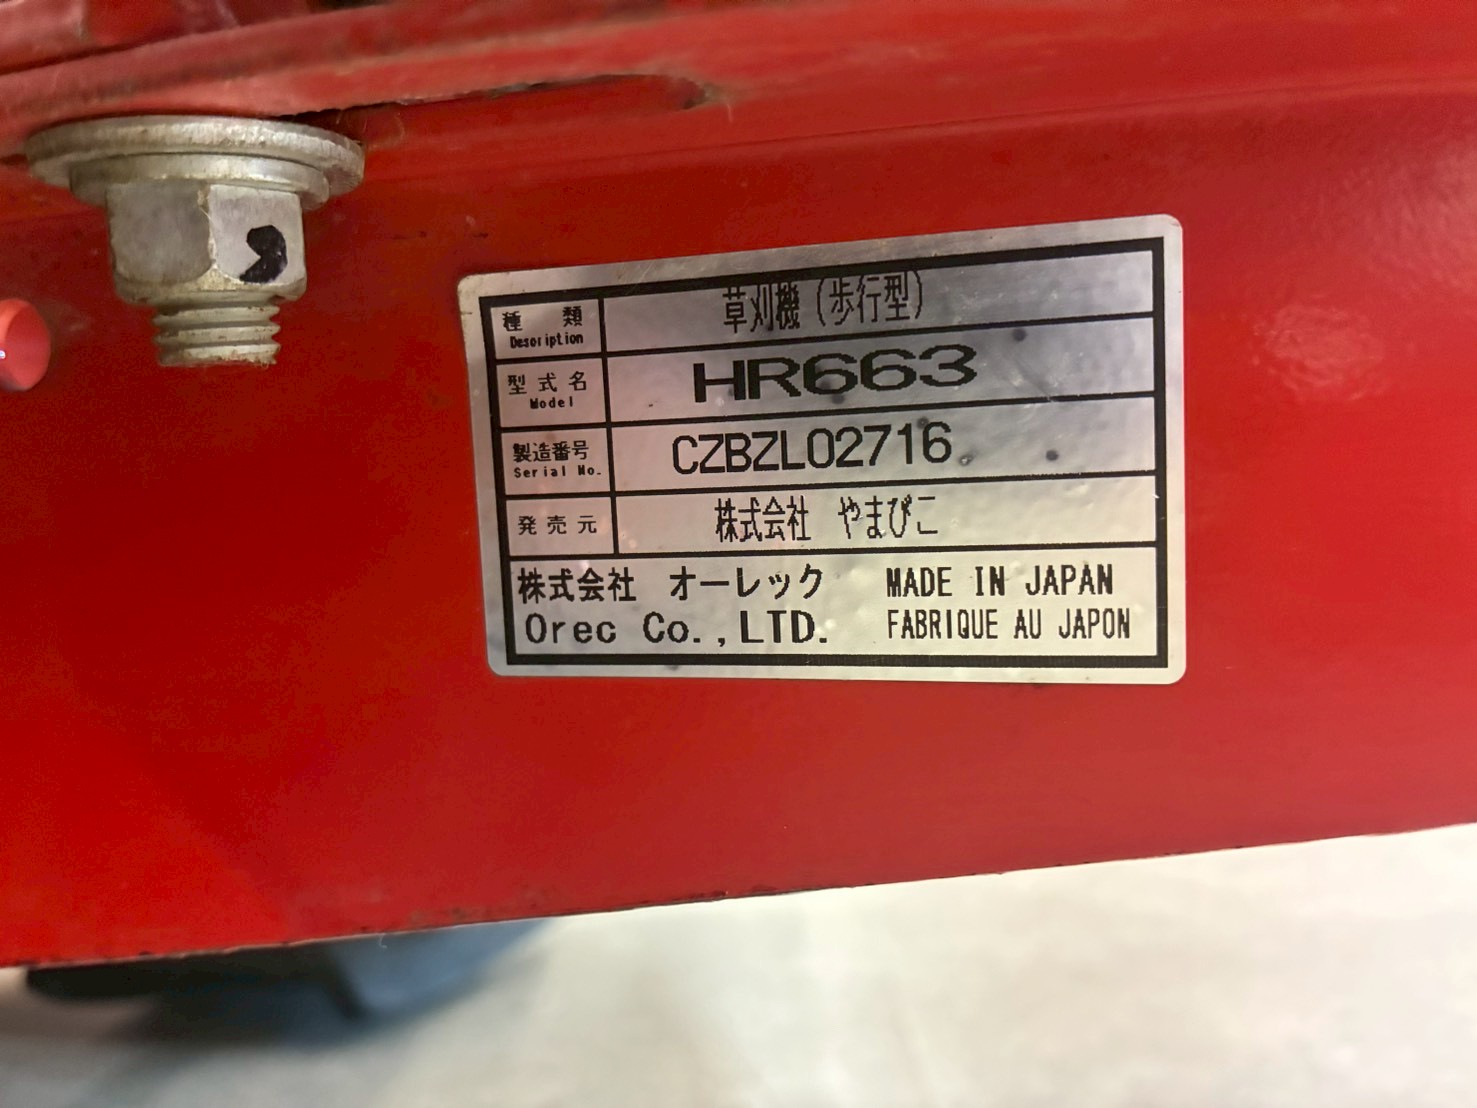 種類 草刈機（歩行型）
Description
型式名 HR663
Model
製造番号 CZBZL02716
Serial No.
発売元 株式会社 やまびこ
株式会社 オーレック MADE IN JAPAN
Orec Co.,LTD. FABRIQUE AU JAPON